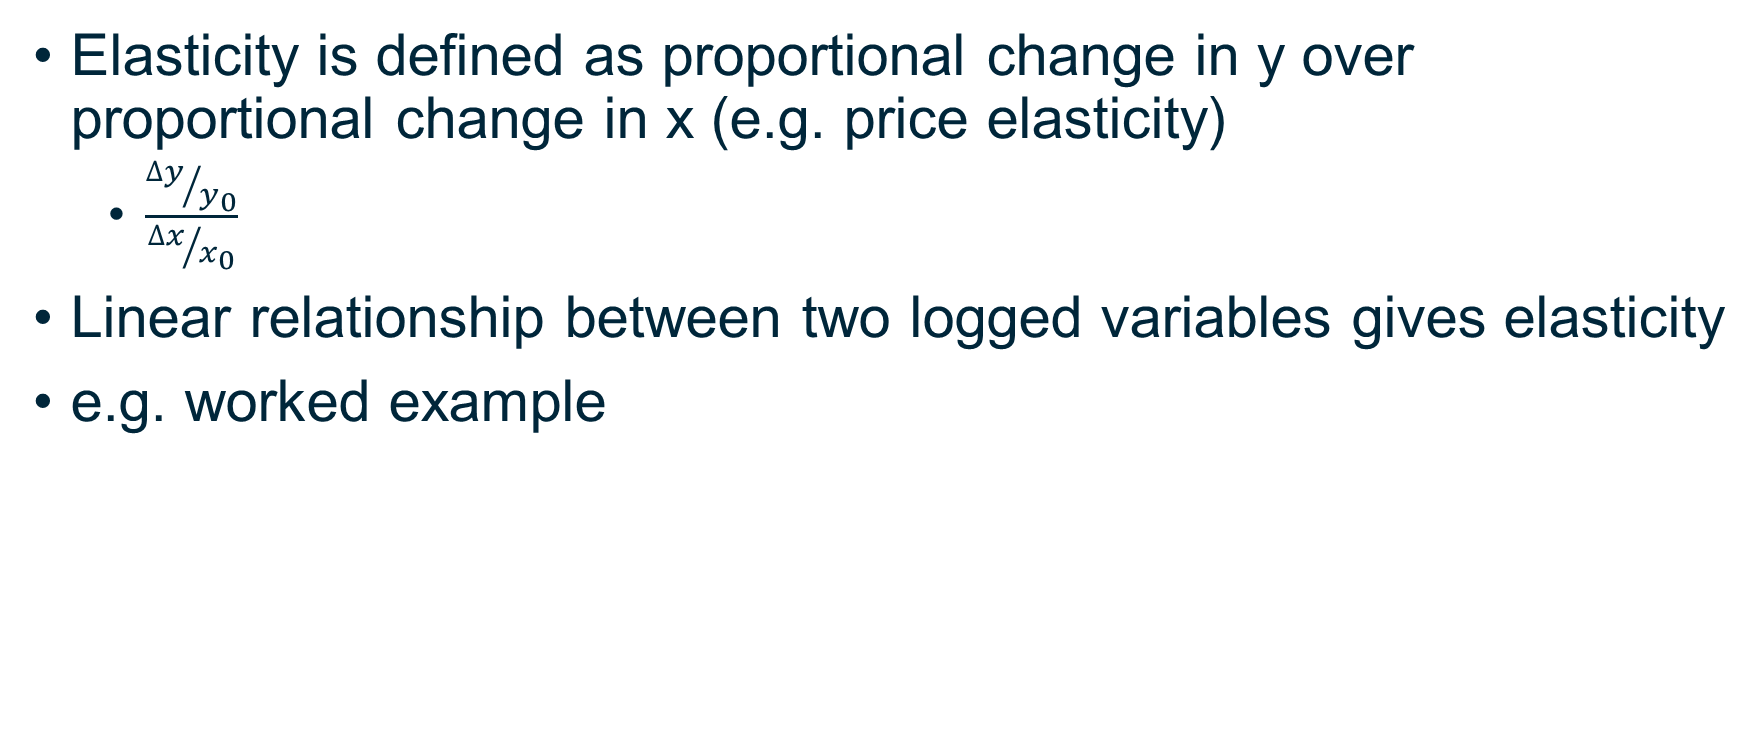 • Elasticity is defined as proportional change in y over
proportional change in x (e.g. price elasticity)
• Δy/y₀
Δx/x₀
• Linear relationship between two logged variables gives elasticity
• e.g. worked example